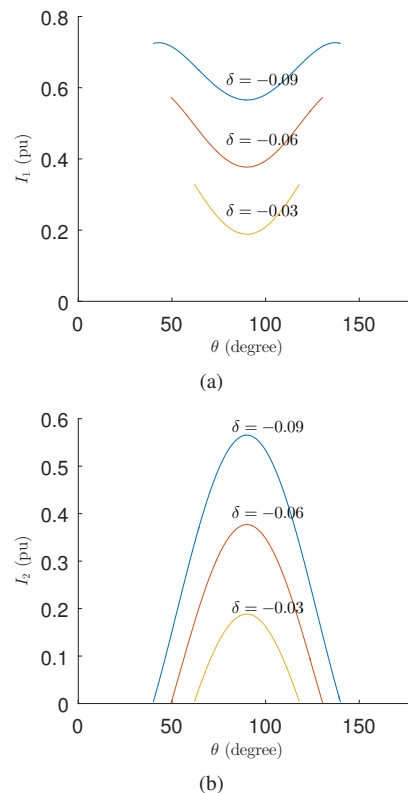 0.8
0.6
0.4
0.2
0
I₁ (pu)
δ = −0.09
δ = −0.06
δ = −0.03
0 50 100 150
θ (degree)
(a)
0.6
0.5
0.4
0.3
0.2
0.1
0
I₂ (pu)
δ = −0.09
δ = −0.06
δ = −0.03
0 50 100 150
θ (degree)
(b)